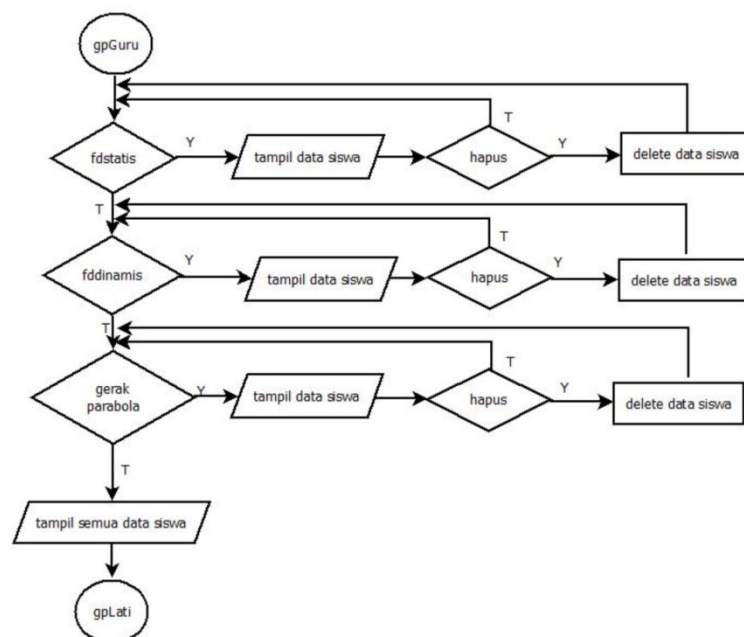 gpGuru
T
fdstatis
Y
tampil data siswa
hapus
Y
delete data siswa
T
T
fddinamis
Y
tampil data siswa
hapus
Y
delete data siswa
T
T
gerak
parabola
Y
tampil data siswa
hapus
Y
delete data siswa
T
tampil semua data siswa
gpLati